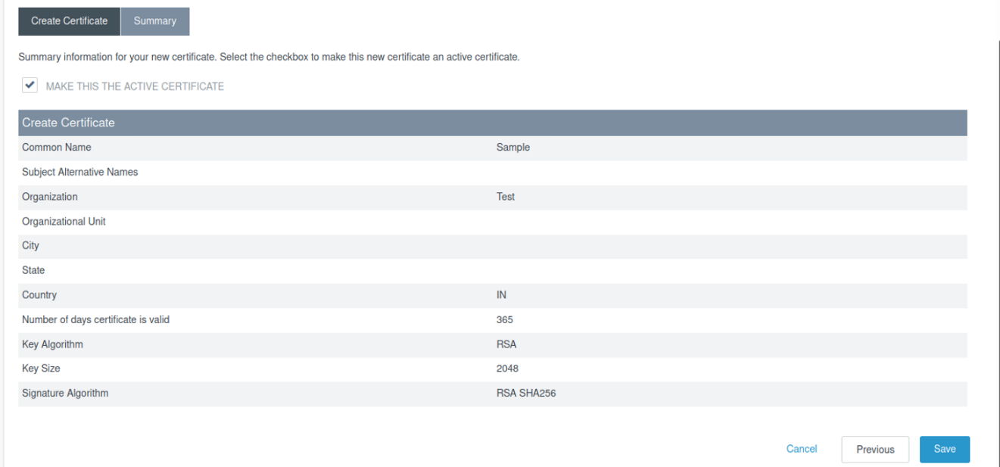 Create Certificate Summary
Summary information for your new certificate. Select the checkbox to make this new certificate an active certificate.
MAKE THIS THE ACTIVE CERTIFICATE
Create Certificate
Common Name Sample
Subject Alternative Names
Organization Test
Organizational Unit
City
State
Country IN
Number of days certificate is valid 365
Key Algorithm RSA
Key Size 2048
Signature Algorithm RSA SHA256
Cancel Previous Save